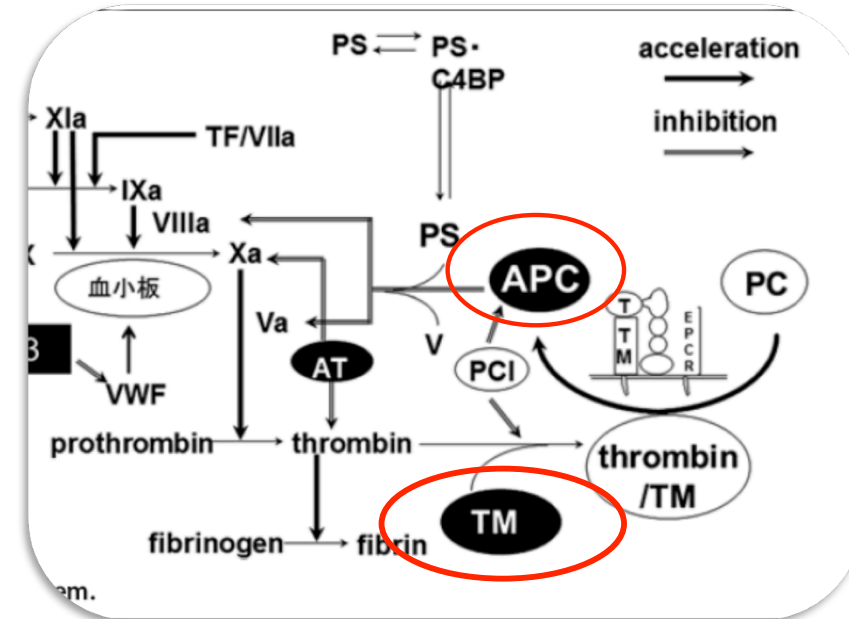 PS
PS·
C4BP
acceleration
inhibition
XIa
TF/VIIa
IXa
VIIIa
PS
Xa
APC
PC
血小板
T
T
M
E
P
C
R
Va
V
AT
PCI
3
VWF
prothrombin
thrombin
thrombin
/TM
TM
fibrinogen
fibrin
em.